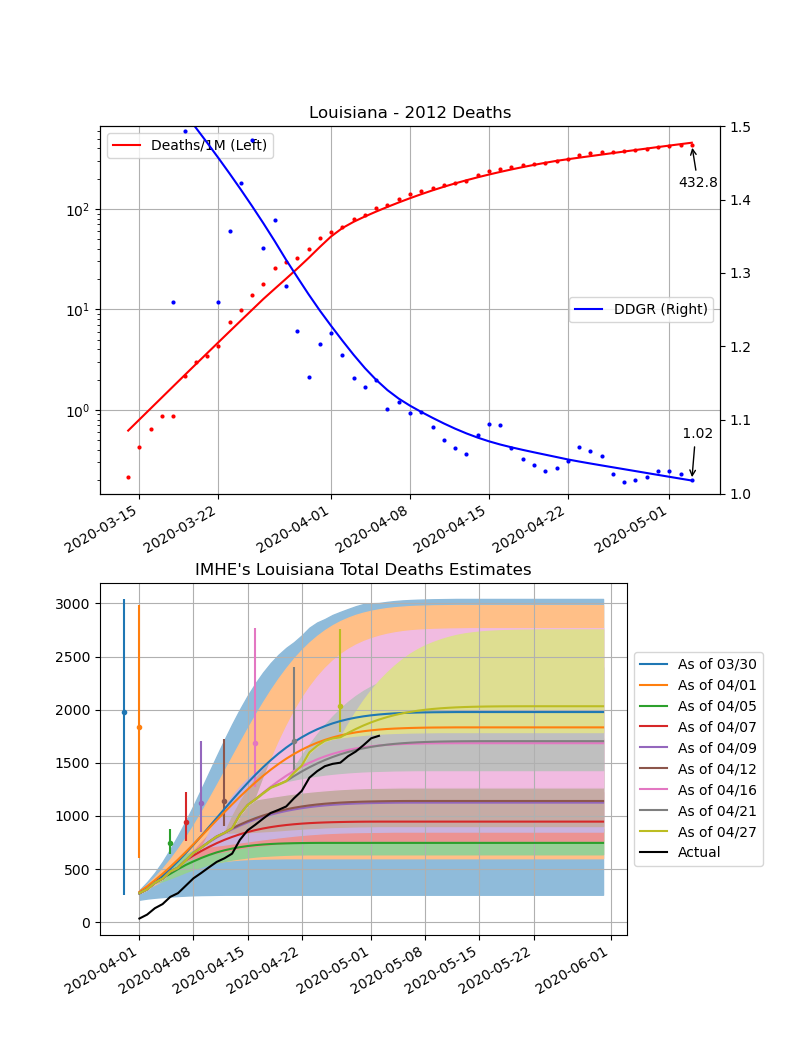 Louisiana - 2012 Deaths
Deaths/1M (Left)
DDGR (Right)
432.8
1.02
10²
10¹
10⁰
1.5
1.4
1.3
1.2
1.1
1.0
2020-03-15
2020-03-22
2020-04-01
2020-04-08
2020-04-15
2020-04-22
2020-05-01
IMHE's Louisiana Total Deaths Estimates
3000
2500
2000
1500
1000
500
0
2020-04-01
2020-04-08
2020-04-15
2020-04-22
2020-05-01
2020-05-08
2020-05-15
2020-05-22
2020-06-01
As of 03/30
As of 04/01
As of 04/05
As of 04/07
As of 04/09
As of 04/12
As of 04/16
As of 04/21
As of 04/27
Actual